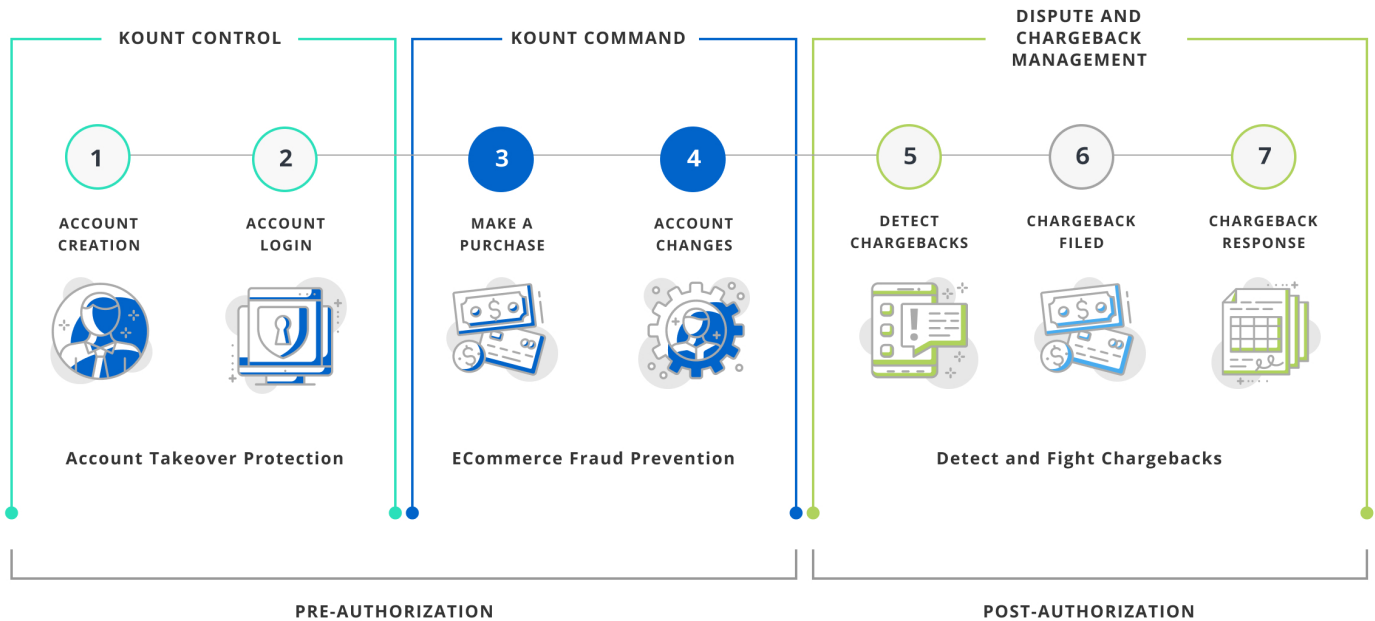 KOUNT CONTROL
1
2
ACCOUNT
CREATION
ACCOUNT
LOGIN
Account Takeover Protection
KOUNT COMMAND
3
4
MAKE A
PURCHASE
ACCOUNT
CHANGES
ECommerce Fraud Prevention
DISPUTE AND
CHARGEBACK
MANAGEMENT
5
6
7
DETECT
CHARGEBACKS
CHARGEBACK
FILED
CHARGEBACK
RESPONSE
Detect and Fight Chargebacks
PRE-AUTHORIZATION
POST-AUTHORIZATION